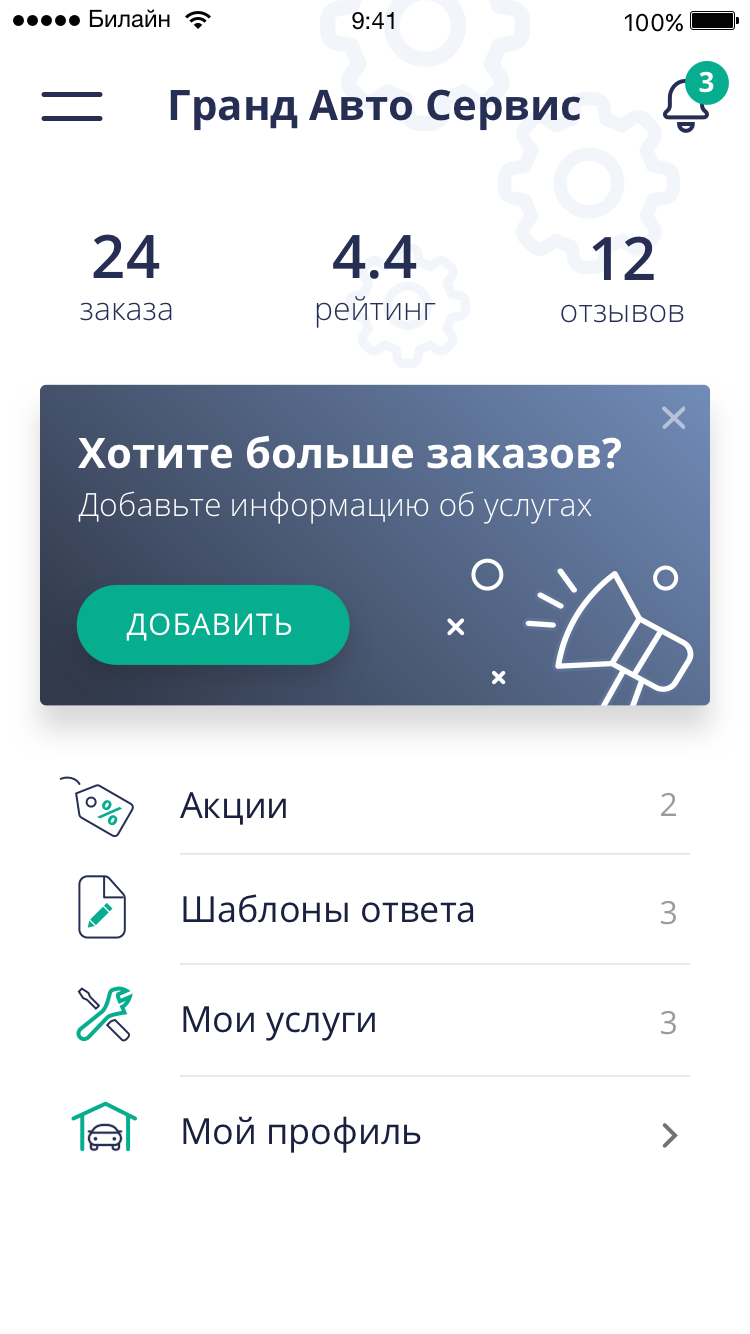 Билайн 9:41 100%
Гранд Авто Сервис 3
24 4.4 12
заказа рейтинг отзывов
Хотите больше заказов?
Добавьте информацию об услугах
ДОБАВИТЬ
% Акции 2
Шаблоны ответа 3
Мои услуги 3
Мой профиль